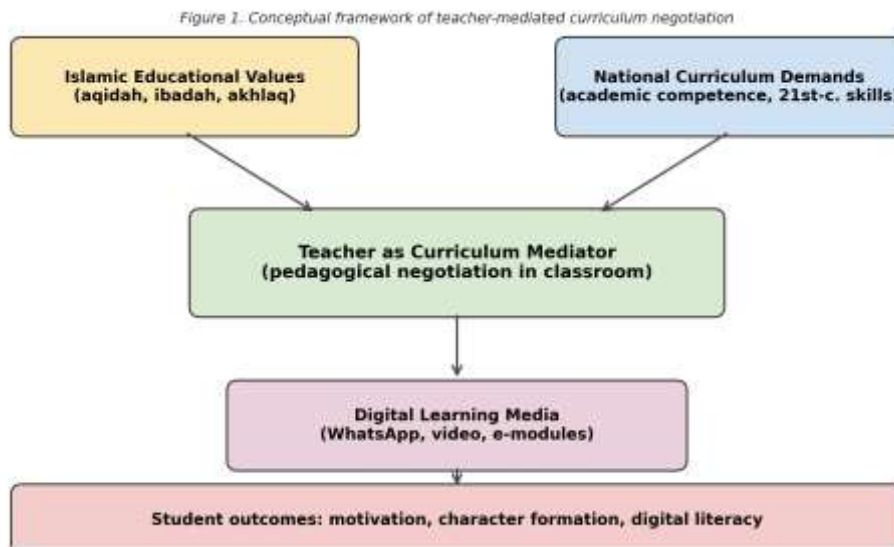 Figure 1. Conceptual framework of teacher-mediated curriculum negotiation
Islamic Educational Values
(aqidah, ibadah, akhlaq)
National Curriculum Demands
(academic competence, 21st-c. skills)
Teacher as Curriculum Mediator
(pedagogical negotiation in classroom)
Digital Learning Media
(WhatsApp, video, e-modules)
Student outcomes: motivation, character formation, digital literacy